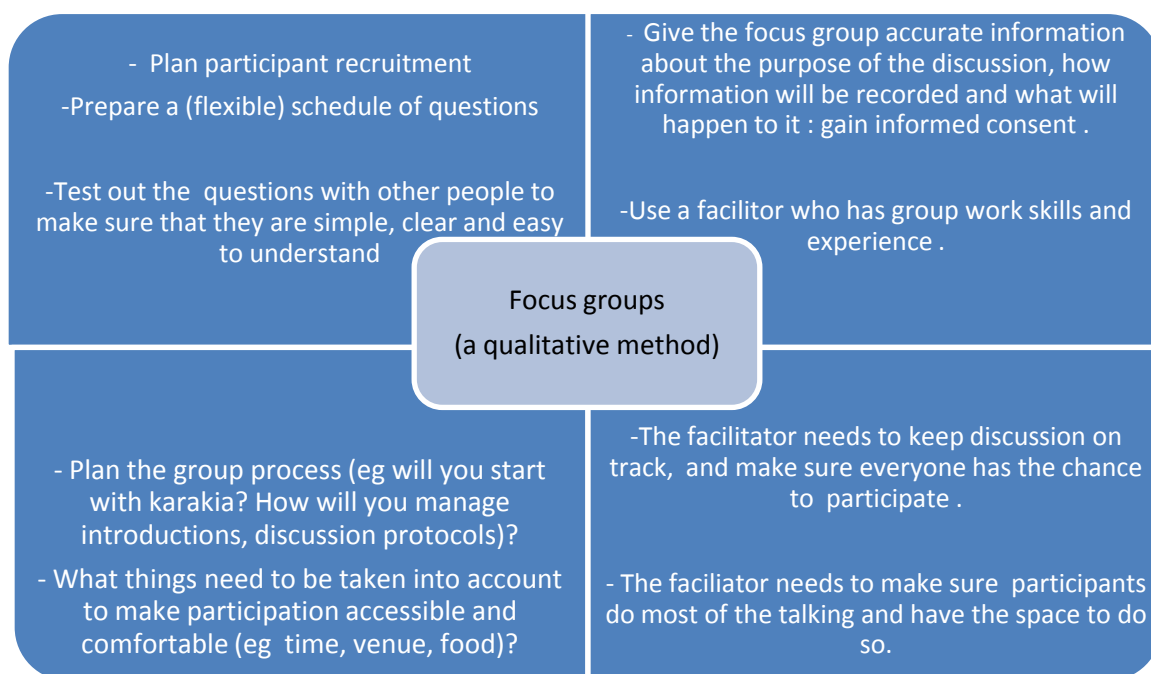 - Plan participant recruitment
-Prepare a (flexible) schedule of questions
-Test out the questions with other people to
make sure that they are simple, clear and easy
to understand
- Give the focus group accurate information
about the purpose of the discussion, how
information will be recorded and what will
happen to it : gain informed consent .
-Use a facilitor who has group work skills and
experience .
Focus groups
(a qualitative method)
- Plan the group process (eg will you start
with karakia? How will you manage
introductions, discussion protocols)?
- What things need to be taken into account
to make participation accessible and
comfortable (eg time, venue, food)?
-The facilitator needs to keep discussion on
track, and make sure everyone has the chance
to participate .
- The faciliator needs to make sure participants
do most of the talking and have the space to do
so.